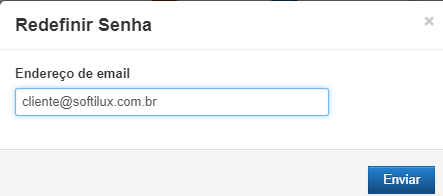 Redefinir Senha
×
Endereço de email
cliente@softilux.com.br
Enviar